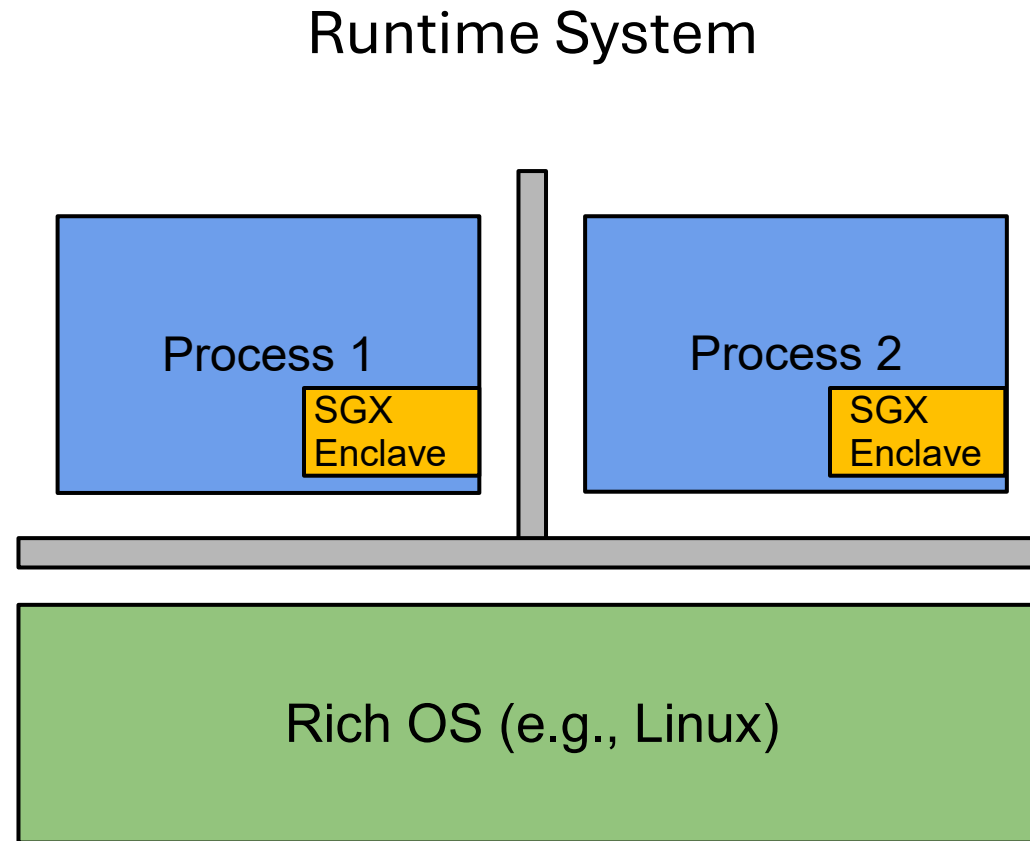 Runtime System
Process 1
Process 2
SGX
Enclave
SGX
Enclave
Rich OS (e.g., Linux)